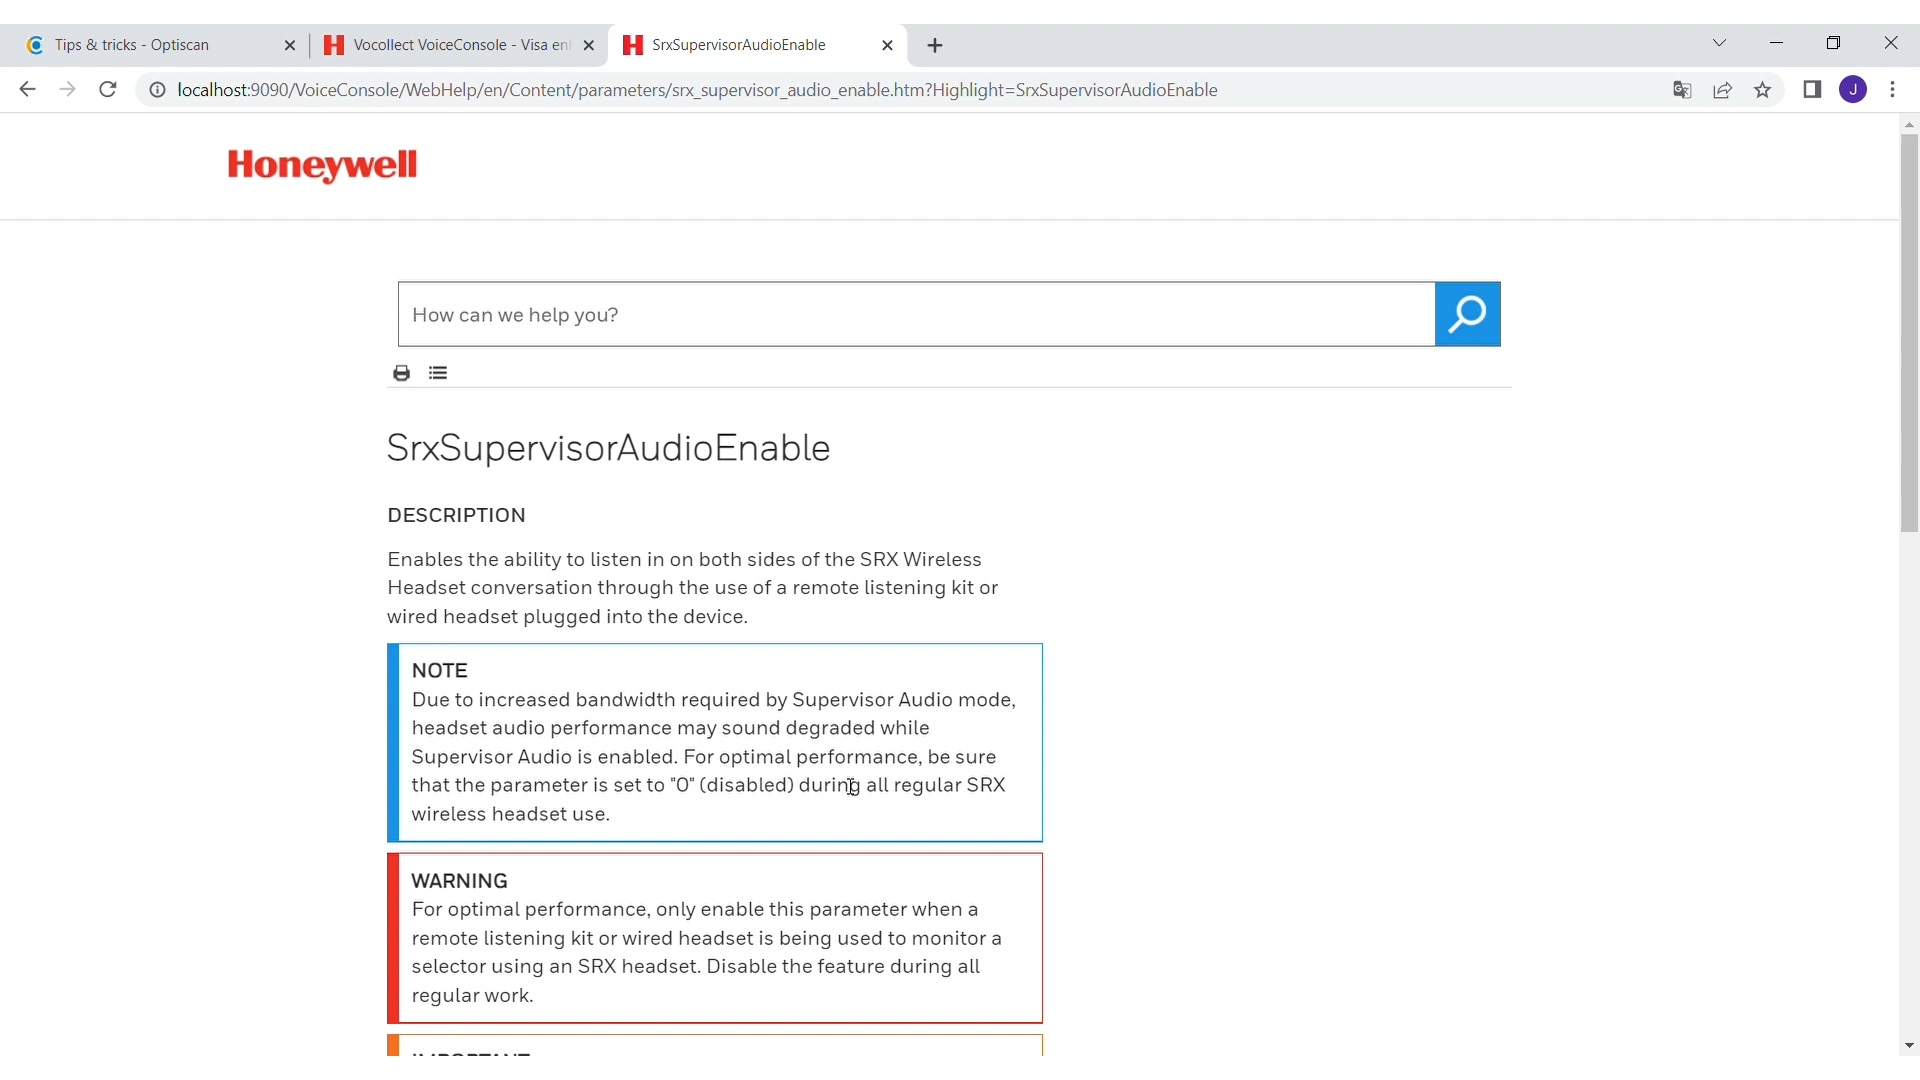 Tips & tricks - Optiscan
Vocollect VoiceConsole - Visa en
SrxSupervisorAudioEnable
localhost:9090/VoiceConsole/WebHelp/en/Content/parameters/srx_supervisor_audio_enable.htm?Highlight=SrxSupervisorAudioEnable
J
Honeywell
How can we help you?
SrxSupervisorAudioEnable
DESCRIPTION
Enables the ability to listen in on both sides of the SRX Wireless
Headset conversation through the use of a remote listening kit or
wired headset plugged into the device.
NOTE
Due to increased bandwidth required by Supervisor Audio mode,
headset audio performance may sound degraded while
Supervisor Audio is enabled. For optimal performance, be sure
that the parameter is set to "0" (disabled) during all regular SRX
wireless headset use.
WARNING
For optimal performance, only enable this parameter when a
remote listening kit or wired headset is being used to monitor a
selector using an SRX headset. Disable the feature during all
regular work.